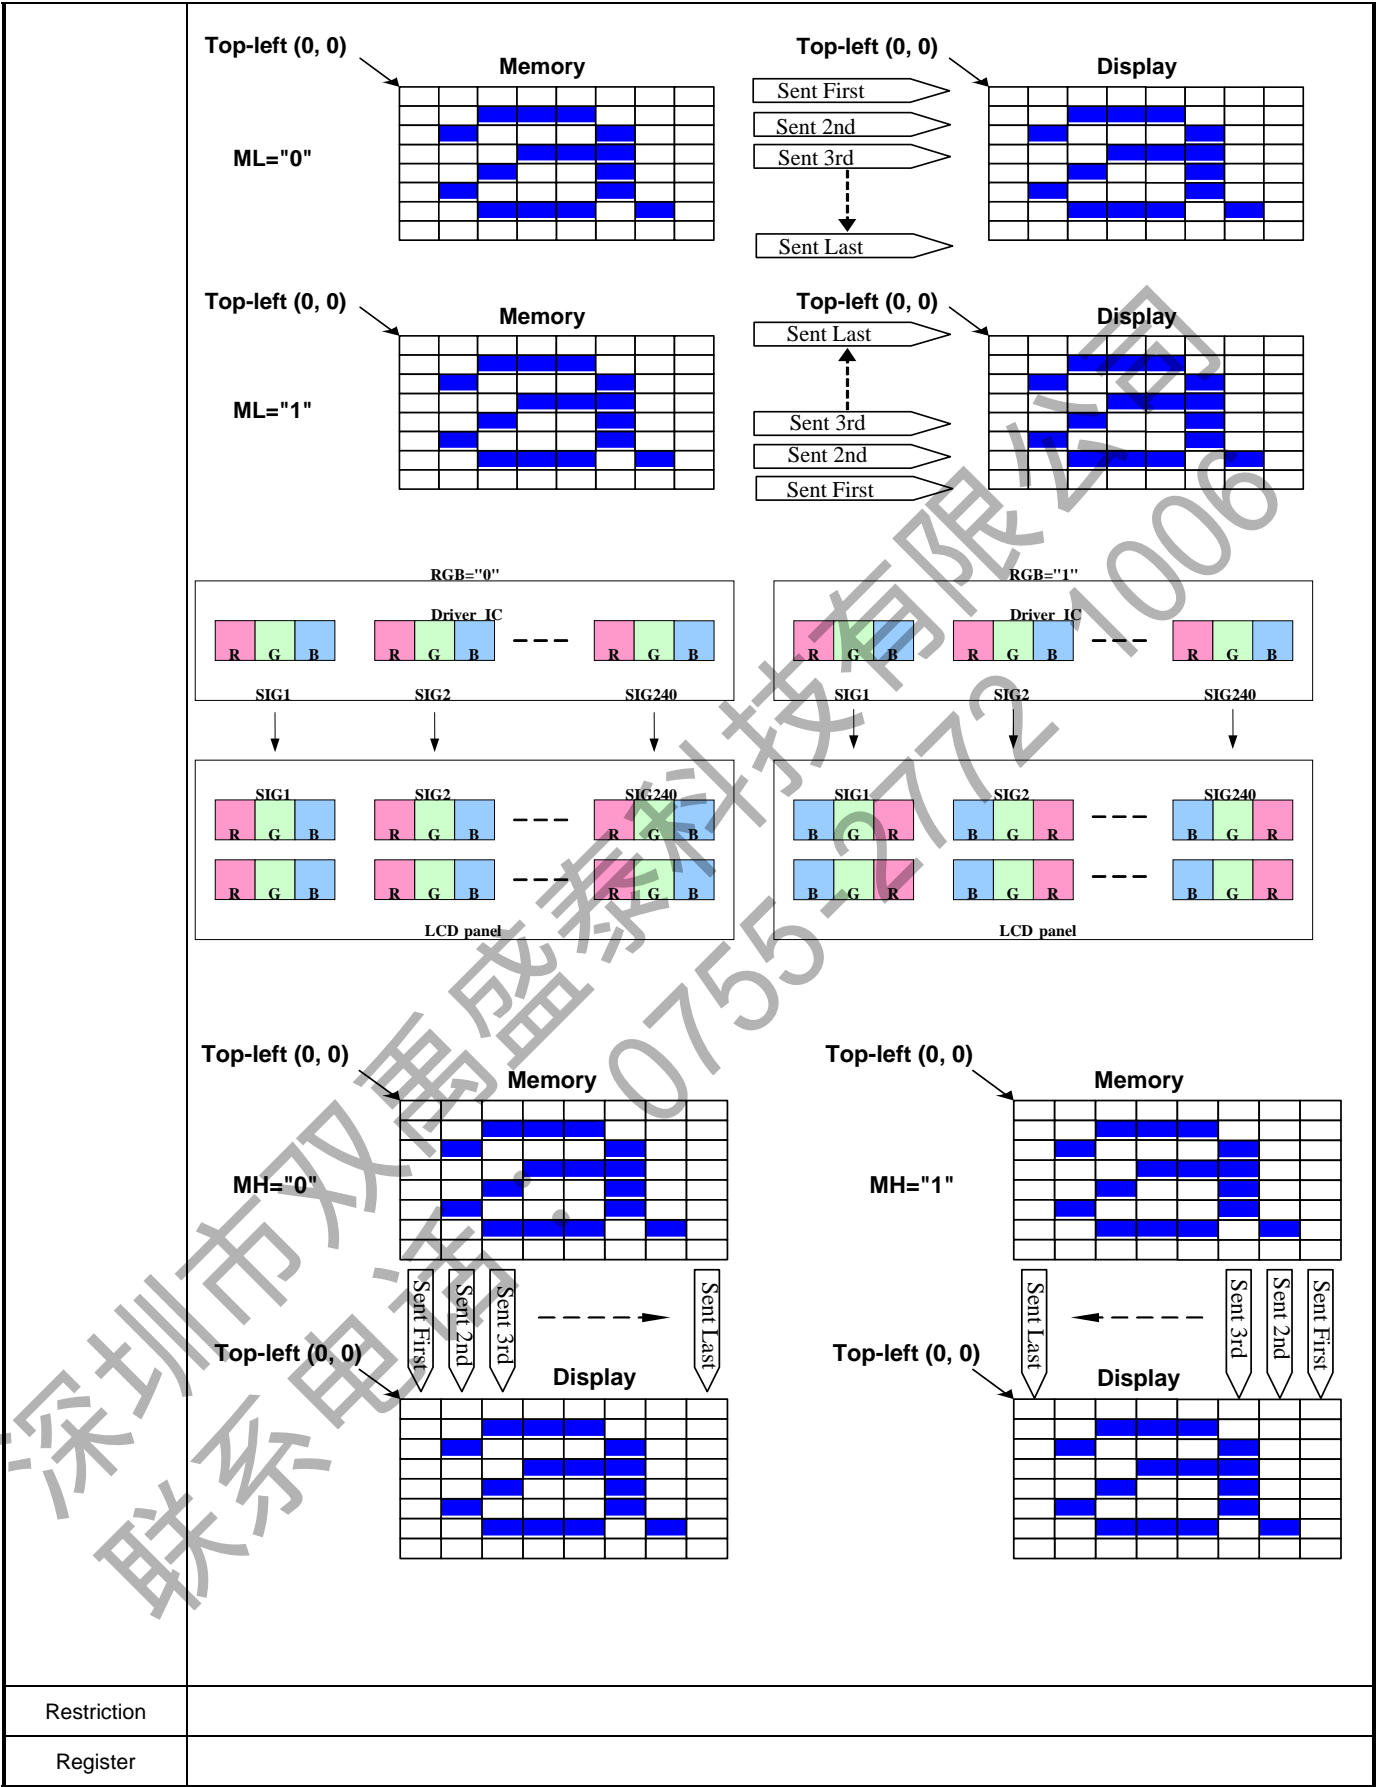 Top-left (0, 0)
Memory
ML="0"
Sent First
Sent 2nd
Sent 3rd
Sent Last
Top-left (0, 0)
Display
Top-left (0, 0)
Memory
ML="1"
Sent Last
Sent 3rd
Sent 2nd
Sent First
Top-left (0, 0)
Display
RGB="0"
Driver IC
R G B R G B R G B
SIG1 SIG2 SIG240
SIG1 SIG2 SIG240
R G B R G B R G B
R G B R G B R G B
LCD panel
RGB="1"
Driver IC
R G B R G B R G B
SIG1 SIG2 SIG240
SIG1 SIG2 SIG240
B G R B G R B G R
B G R B G R B G R
LCD panel
Top-left (0, 0)
Memory
MH="0"
Sent First
Sent 2nd
Sent 3rd
Sent Last
Top-left (0, 0)
Display
Top-left (0, 0)
Memory
MH="1"
Sent Last
Sent 3rd
Sent 2nd
Sent First
Top-left (0, 0)
Display
Restriction
Register
深圳市双禹盛泰科技有限公司
联系电话：0755-2772 1006